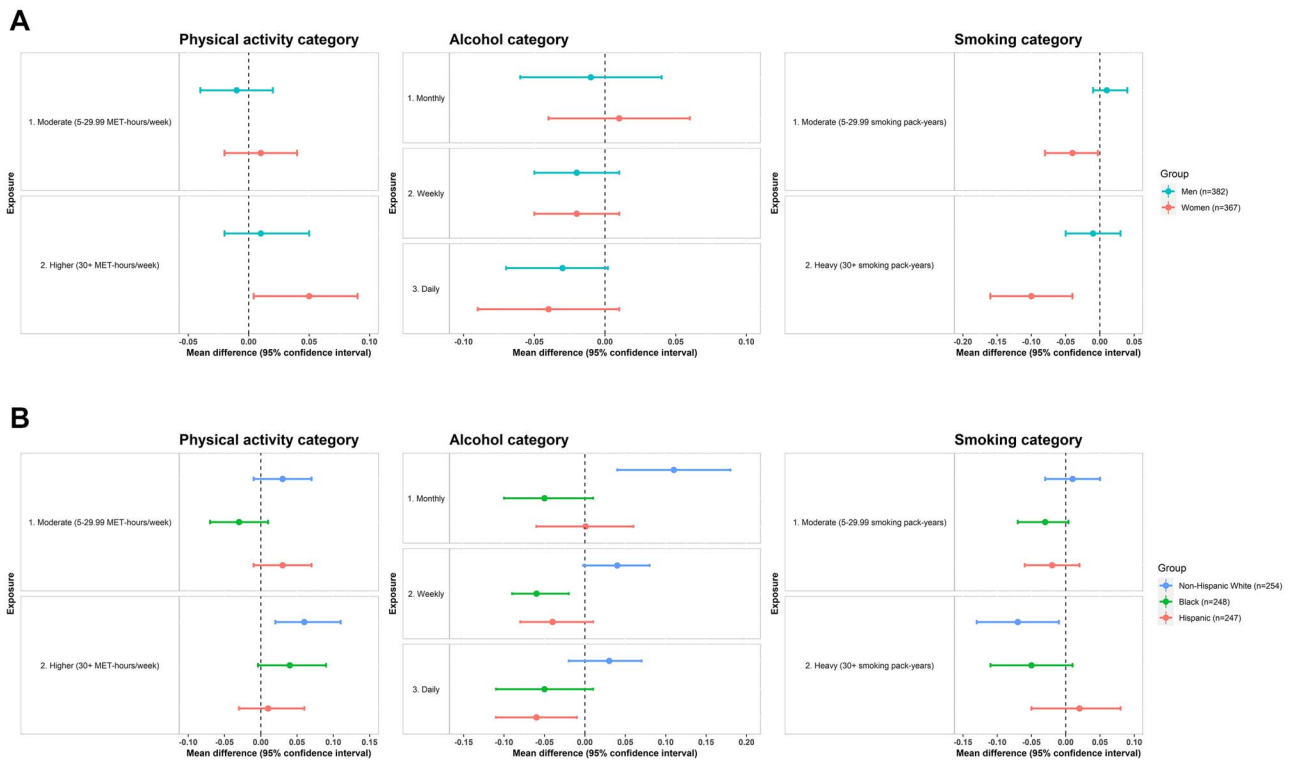 A
Physical activity category
Alcohol category
Smoking category
Exposure
1. Moderate (5-29.99 MET-hours/week)
2. Higher (30+ MET-hours/week)
-0.05 0.00 0.05 0.10
Mean difference (95% confidence interval)
Exposure
1. Monthly
2. Weekly
3. Daily
-0.10 -0.05 0.00 0.05 0.10
Mean difference (95% confidence interval)
Exposure
1. Moderate (5-29.99 smoking pack-years)
2. Heavy (30+ smoking pack-years)
-0.20 -0.15 -0.10 -0.05 0.00 0.05
Mean difference (95% confidence interval)
Group
Men (n=382)
Women (n=367)
B
Physical activity category
Alcohol category
Smoking category
Exposure
1. Moderate (5-29.99 MET-hours/week)
2. Higher (30+ MET-hours/week)
-0.10 -0.05 0.00 0.05 0.10 0.15
Mean difference (95% confidence interval)
Exposure
1. Monthly
2. Weekly
3. Daily
-0.15 -0.10 -0.05 0.00 0.05 0.10 0.15 0.20
Mean difference (95% confidence interval)
Exposure
1. Moderate (5-29.99 smoking pack-years)
2. Heavy (30+ smoking pack-years)
-0.15 -0.10 -0.05 0.00 0.05 0.10
Mean difference (95% confidence interval)
Group
Non-Hispanic White (n=254)
Black (n=248)
Hispanic (n=247)